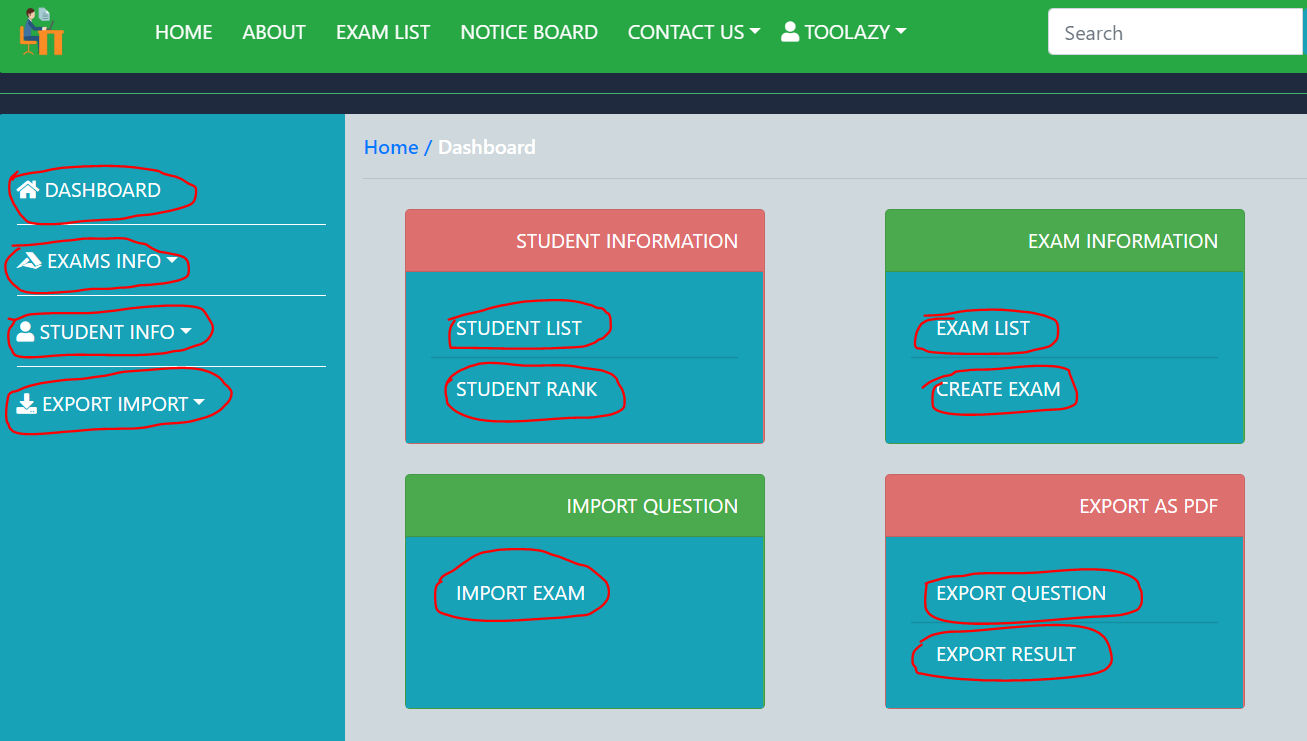 HOME ABOUT EXAM LIST NOTICE BOARD CONTACT US TOOLAZY Search
Home / Dashboard
DASHBOARD
EXAMS INFO
STUDENT INFO
EXPORT IMPORT
STUDENT INFORMATION
STUDENT LIST
STUDENT RANK
EXAM INFORMATION
EXAM LIST
CREATE EXAM
IMPORT QUESTION
IMPORT EXAM
EXPORT AS PDF
EXPORT QUESTION
EXPORT RESULT